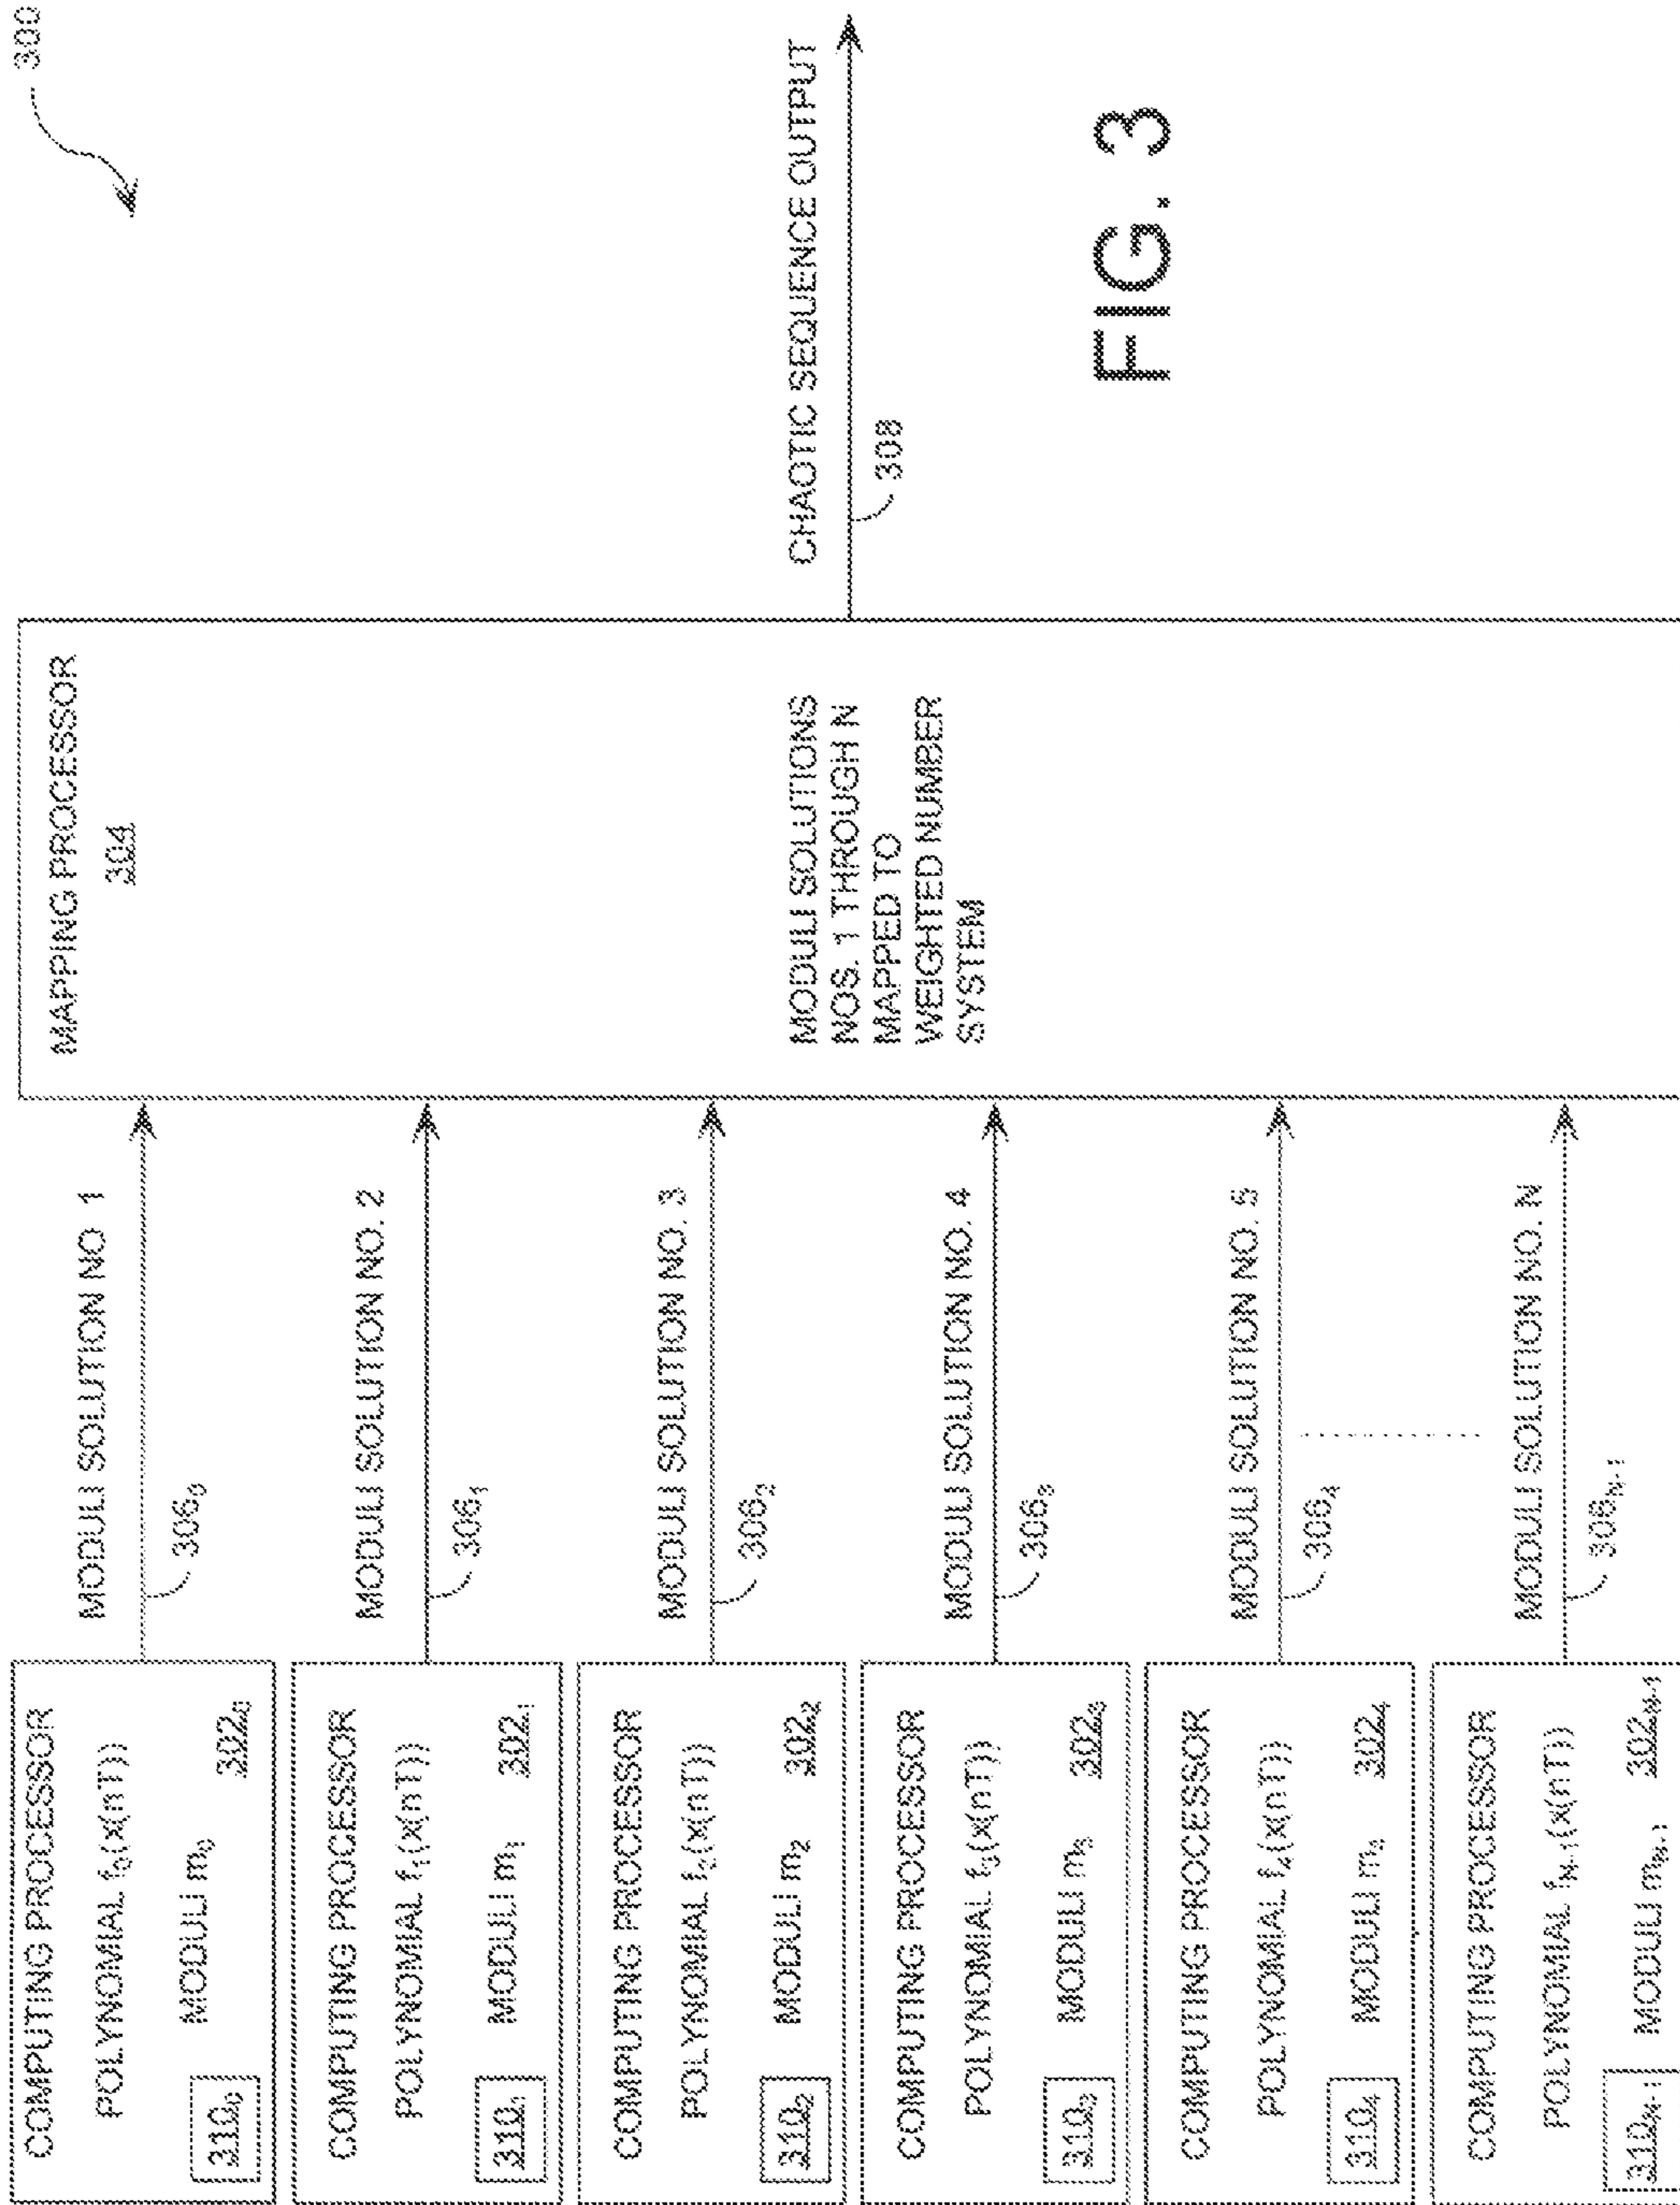 300
COMPUTING PROCESSOR
POLYNOMIAL f₀(x(nT))
310₀ MODULI m₀ 302₀
MODULI SOLUTION NO. 1
306₀
COMPUTING PROCESSOR
POLYNOMIAL f₁(x(nT))
310₁ MODULI m₁ 302₁
MODULI SOLUTION NO. 2
306₁
COMPUTING PROCESSOR
POLYNOMIAL f₂(x(nT))
310₂ MODULI m₂ 302₂
MODULI SOLUTION NO. 3
306₂
COMPUTING PROCESSOR
POLYNOMIAL f₃(x(nT))
310₃ MODULI m₃ 302₃
MODULI SOLUTION NO. 4
306₃
COMPUTING PROCESSOR
POLYNOMIAL f₄(x(nT))
310₄ MODULI m₄ 302₄
MODULI SOLUTION NO. 5
306₄
COMPUTING PROCESSOR
POLYNOMIAL f_N-1(x(nT))
310_N-1 MODULI m_N-1 302_N-1
MODULI SOLUTION NO. N
306_N-1
MAPPING PROCESSOR
304
MODULI SOLUTIONS
NOS. 1 THROUGH N
MAPPED TO
WEIGHTED NUMBER
SYSTEM
CHAOTIC SEQUENCE OUTPUT
308
FIG. 3